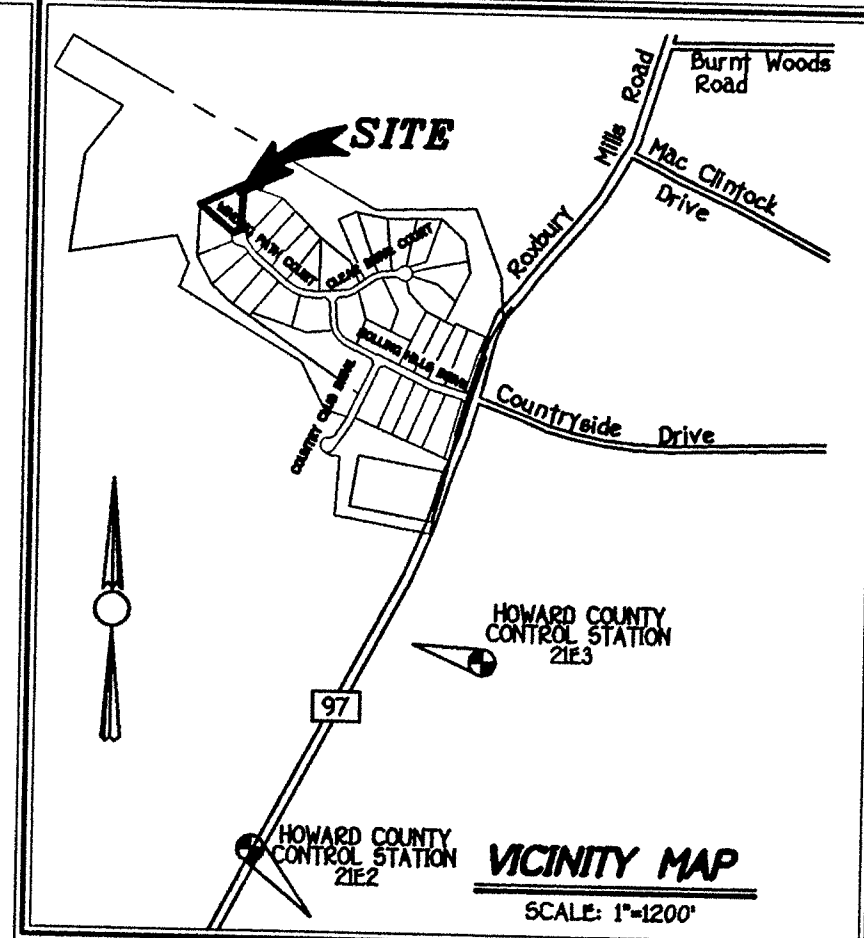 Burnt Woods
Road
Roxbury Mills Road
Mac Clintock
Drive
SITE
PATH COURT
CLEAR COURT
ROLLING HILLS
COUNTRY CLUB
Countryside Drive
HOWARD COUNTY
CONTROL STATION
21E3
97
HOWARD COUNTY
CONTROL STATION
21E2
VICINITY MAP
SCALE: 1"=1200'